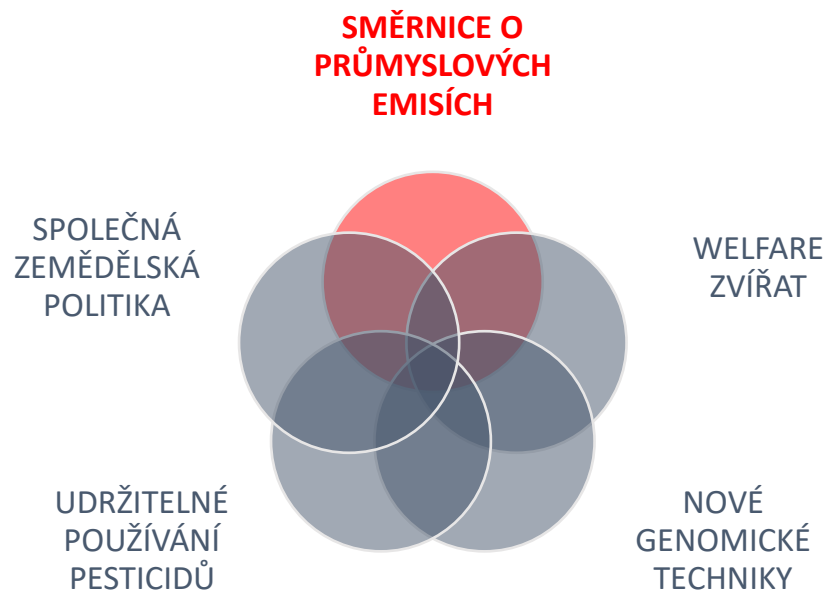 SMĚRNICE O
PRŮMYSLOVÝCH
EMISÍCH
SPOLEČNÁ
ZEMĚDĚLSKÁ
POLITIKA
WELFARE
ZVÍŘAT
UDRŽITELNÉ
POUŽÍVÁNÍ
PESTICIDŮ
NOVÉ
GENOMICKÉ
TECHNIKY